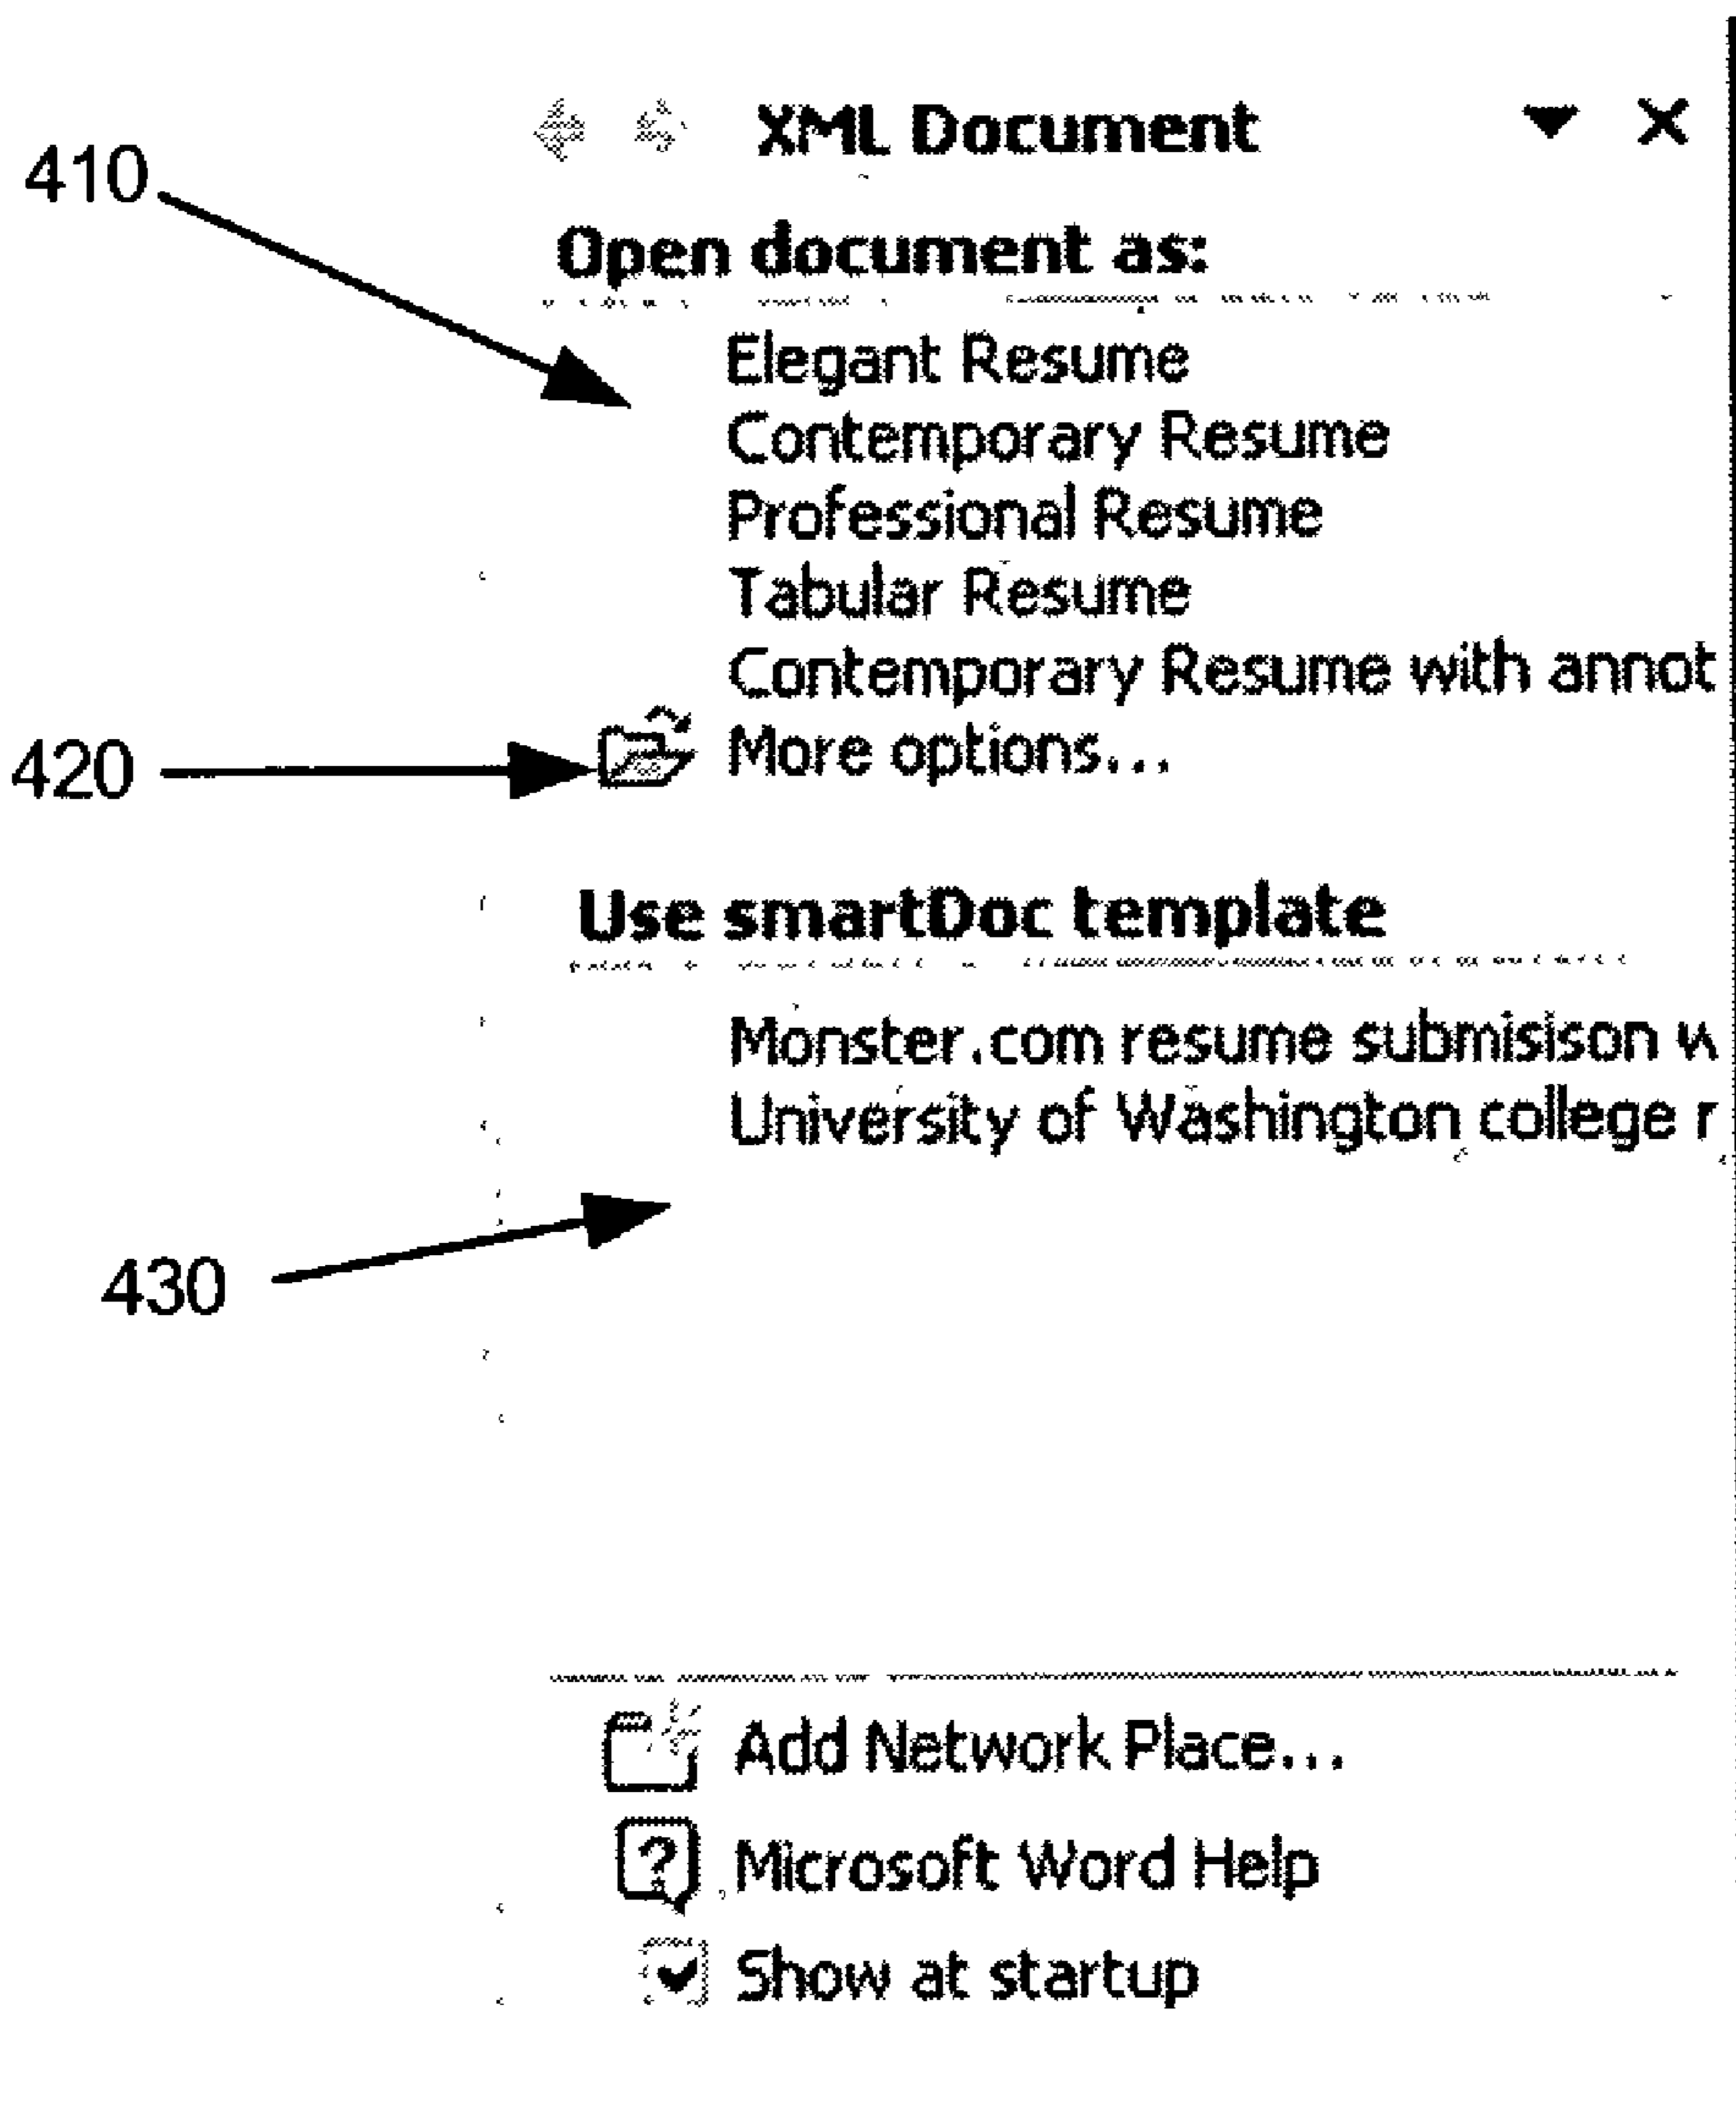 XML Document
410
Open document as:
Elegant Resume
Contemporary Resume
Professional Resume
Tabular Resume
Contemporary Resume with annot
420
More options...
Use smartDoc template
Monster.com resume submisison
University of Washington college r
430
Add Network Place...
Microsoft Word Help
Show at startup